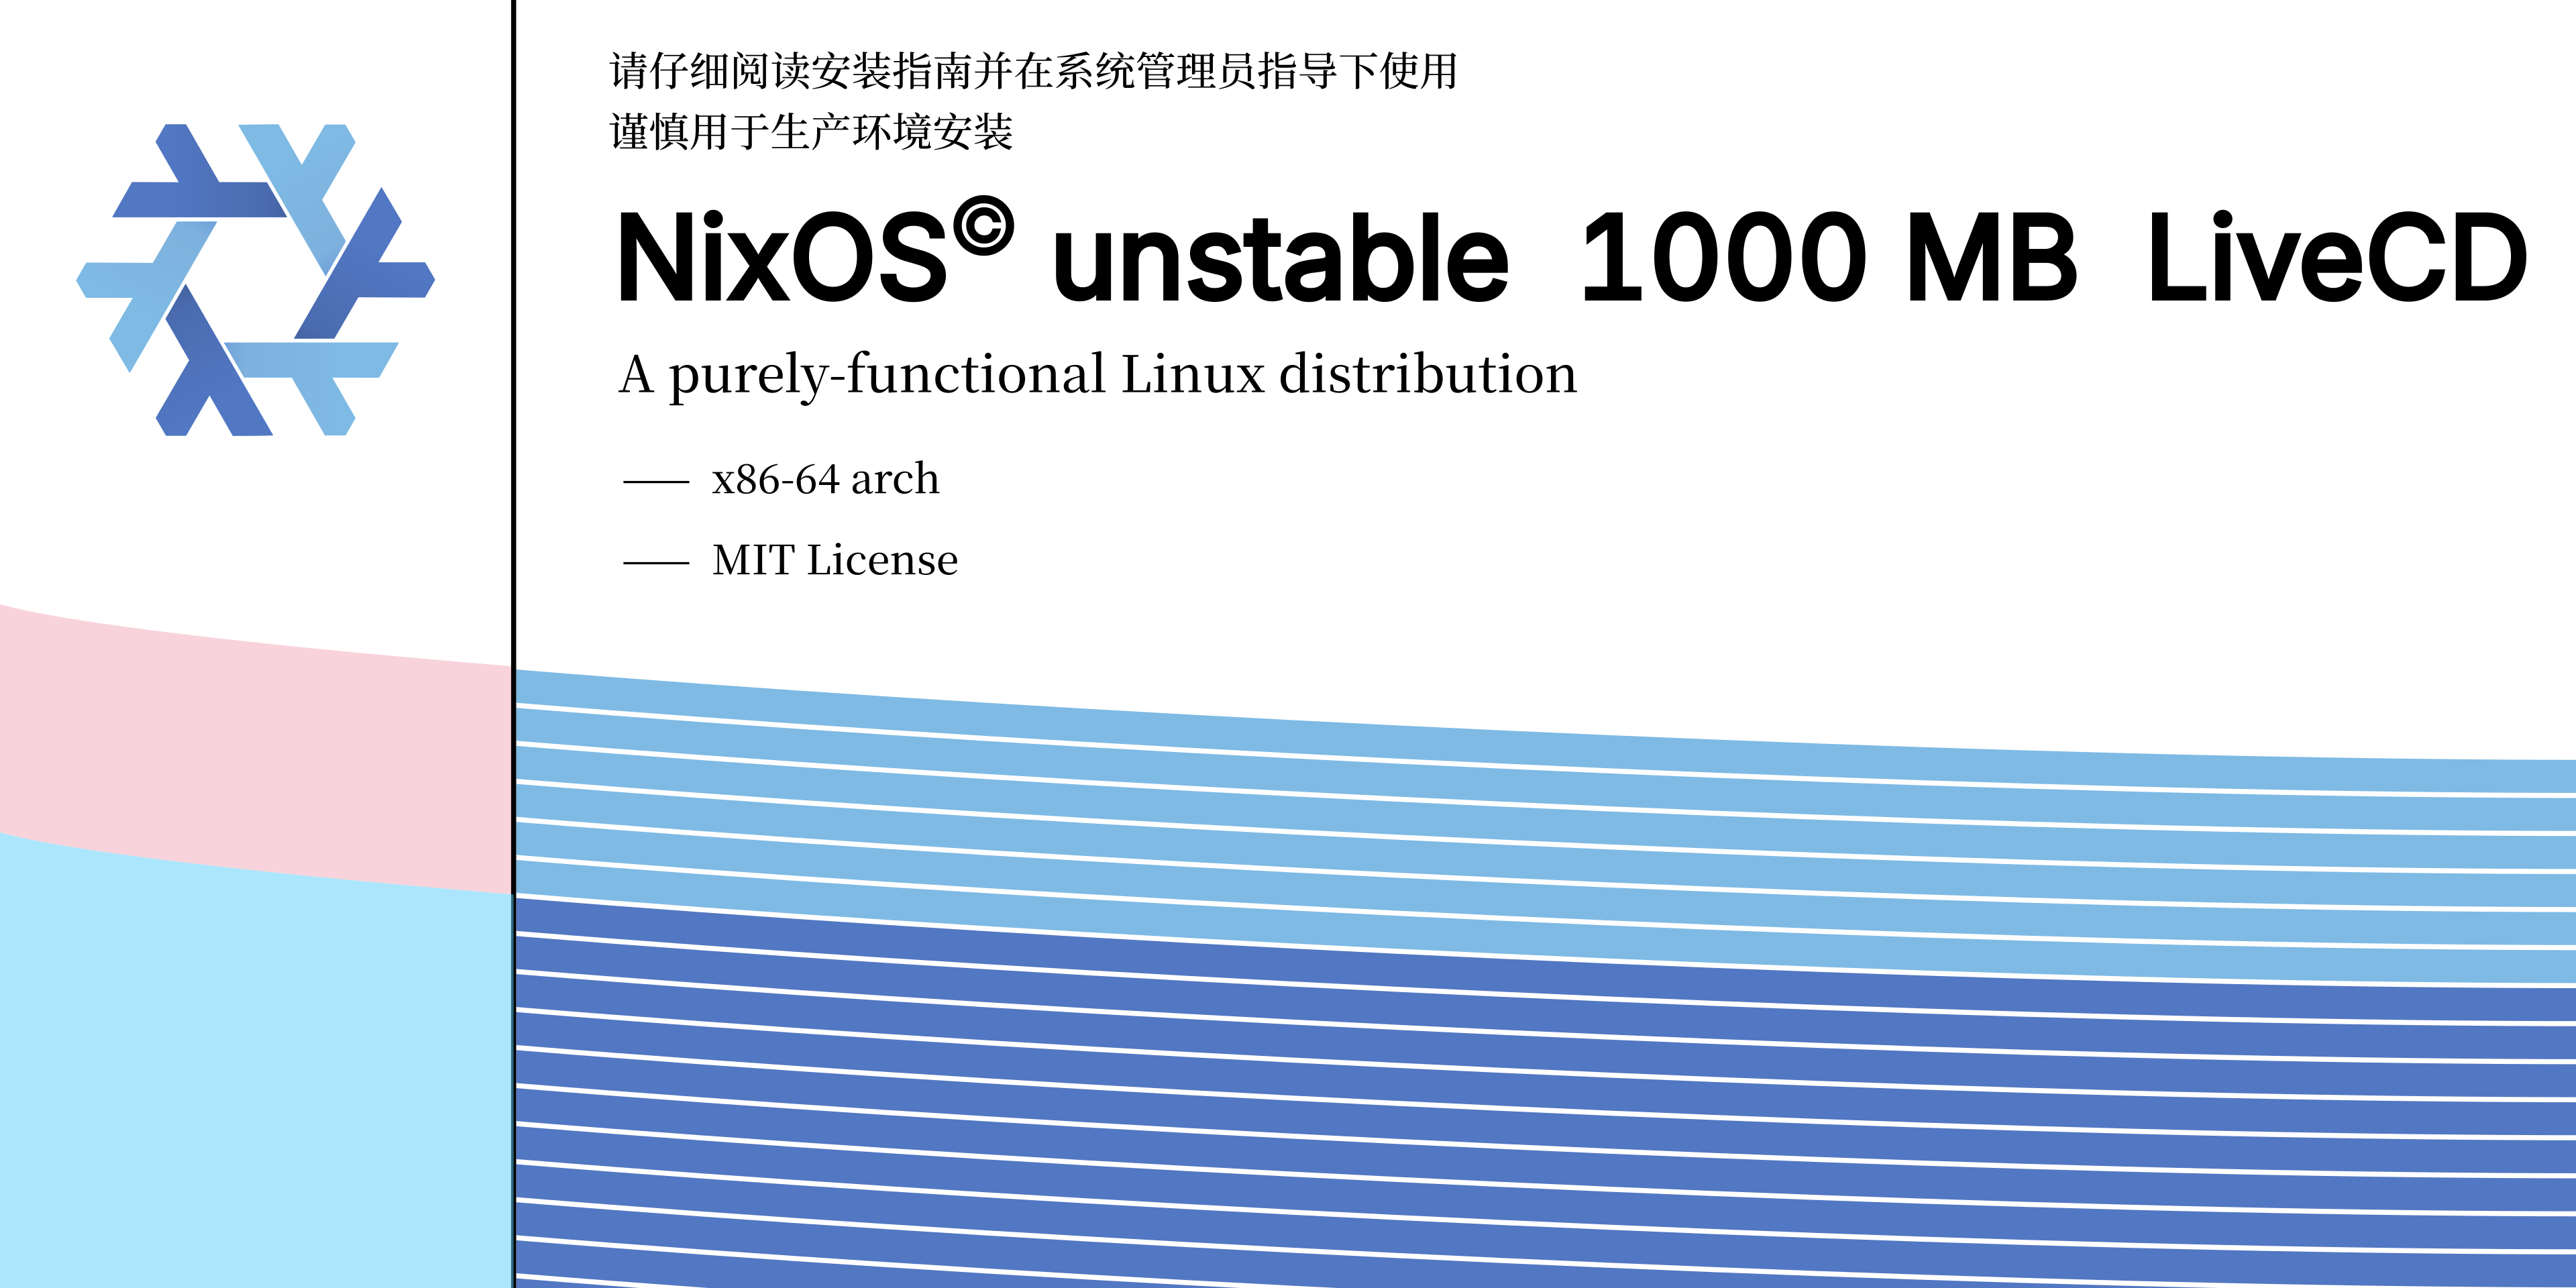 请仔细阅读安装指南并在系统管理员指导下使用
谨慎用于生产环境安装
NixOS© unstable 1000 MB LiveCD
A purely-functional Linux distribution
—— x86-64 arch
—— MIT License